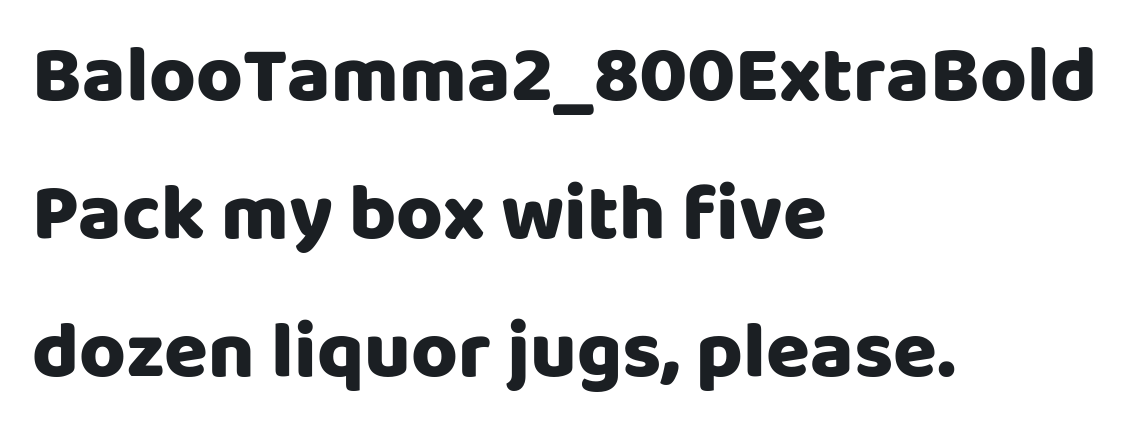 BalooTamma2_800ExtraBold
Pack my box with five
dozen liquor jugs, please.